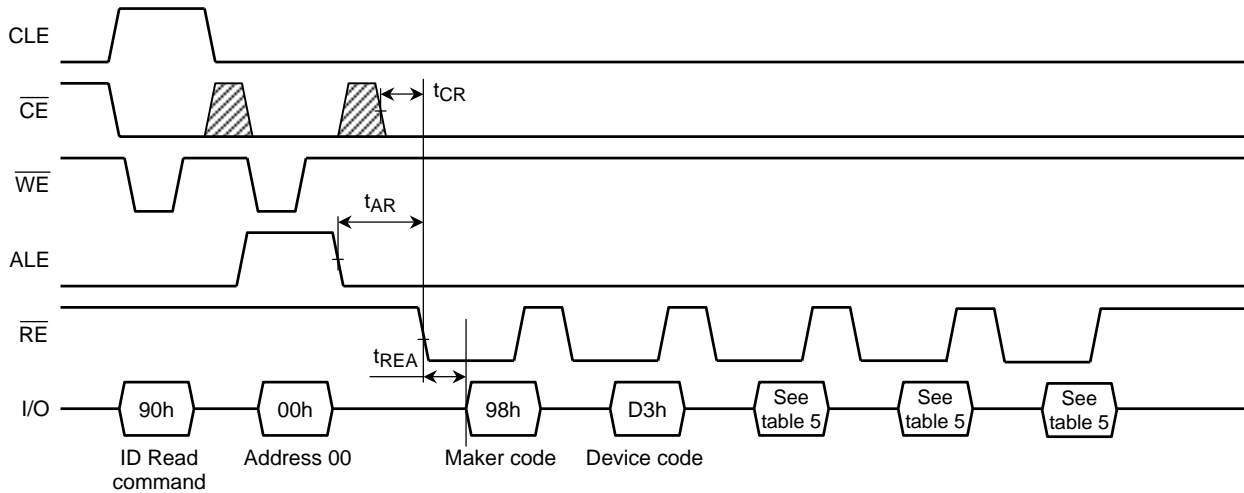 CLE
CE
tCR
WE
tAR
ALE
RE
tREA
I/O
90h
00h
98h
D3h
See
table 5
See
table 5
See
table 5
ID Read
command
Address 00
Maker code
Device code